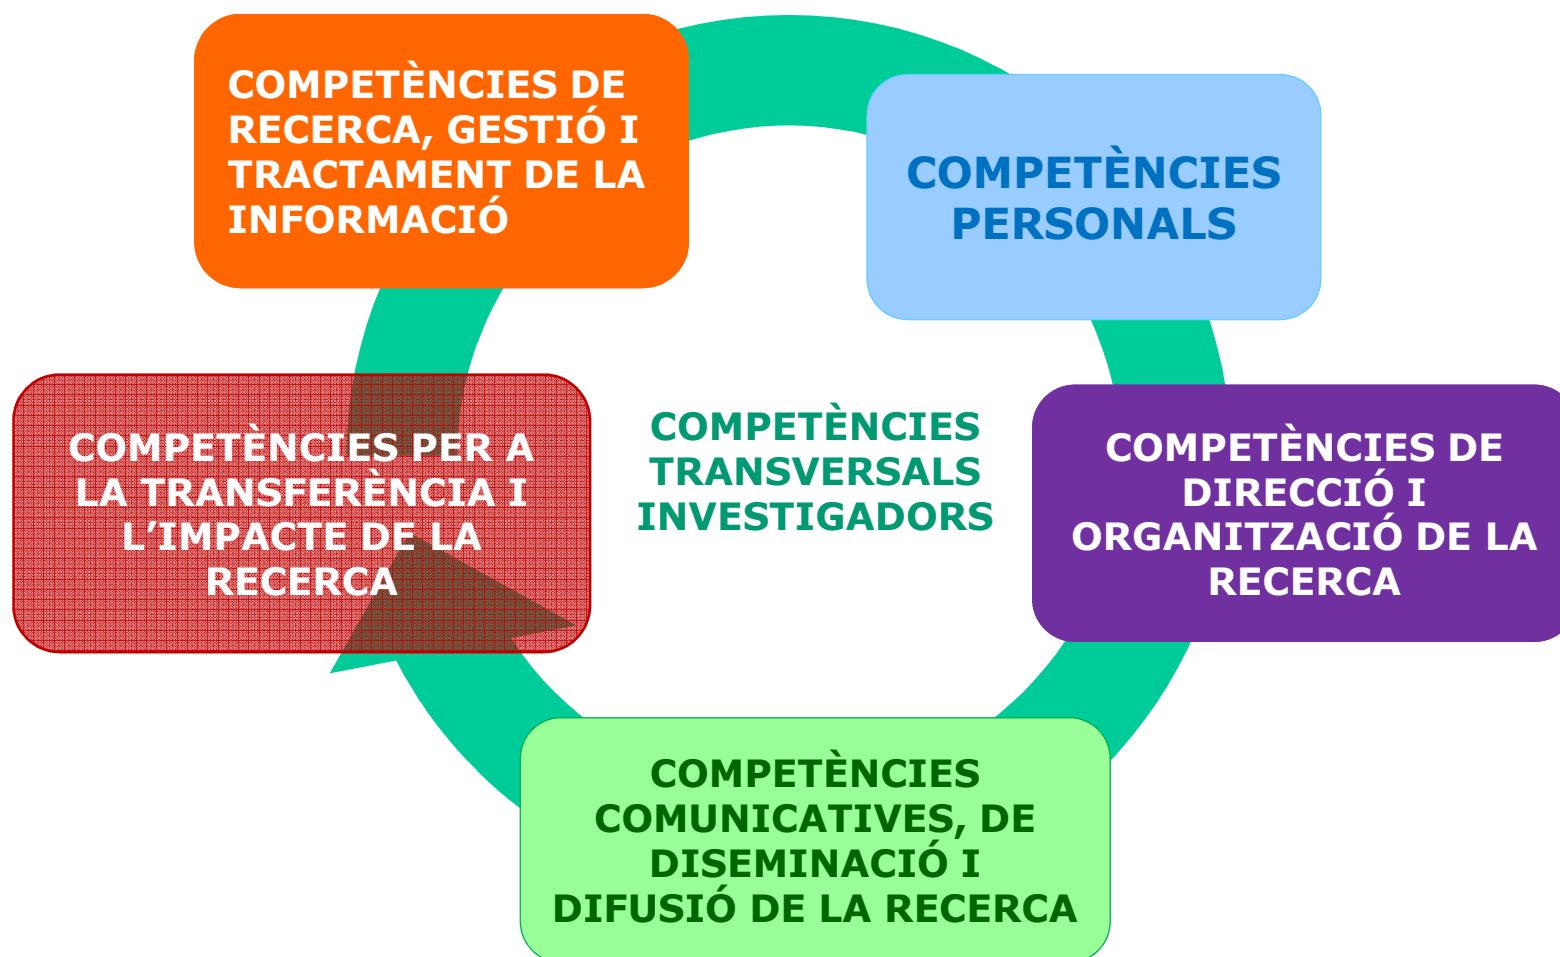 COMPETÈNCIES DE
RECERCA, GESTIÓ I
TRACTAMENT DE LA
INFORMACIÓ
COMPETÈNCIES
PERSONALS
COMPETÈNCIES PER A
LA TRANSFERÈNCIA I
L’IMPACTE DE LA
RECERCA
COMPETÈNCIES
TRANSVERSALS
INVESTIGADORS
COMPETÈNCIES DE
DIRECCIÓ I
ORGANITZACIÓ DE LA
RECERCA
COMPETÈNCIES
COMUNICATIVES, DE
DISEMINACIÓ I
DIFUSIÓ DE LA RECERCA